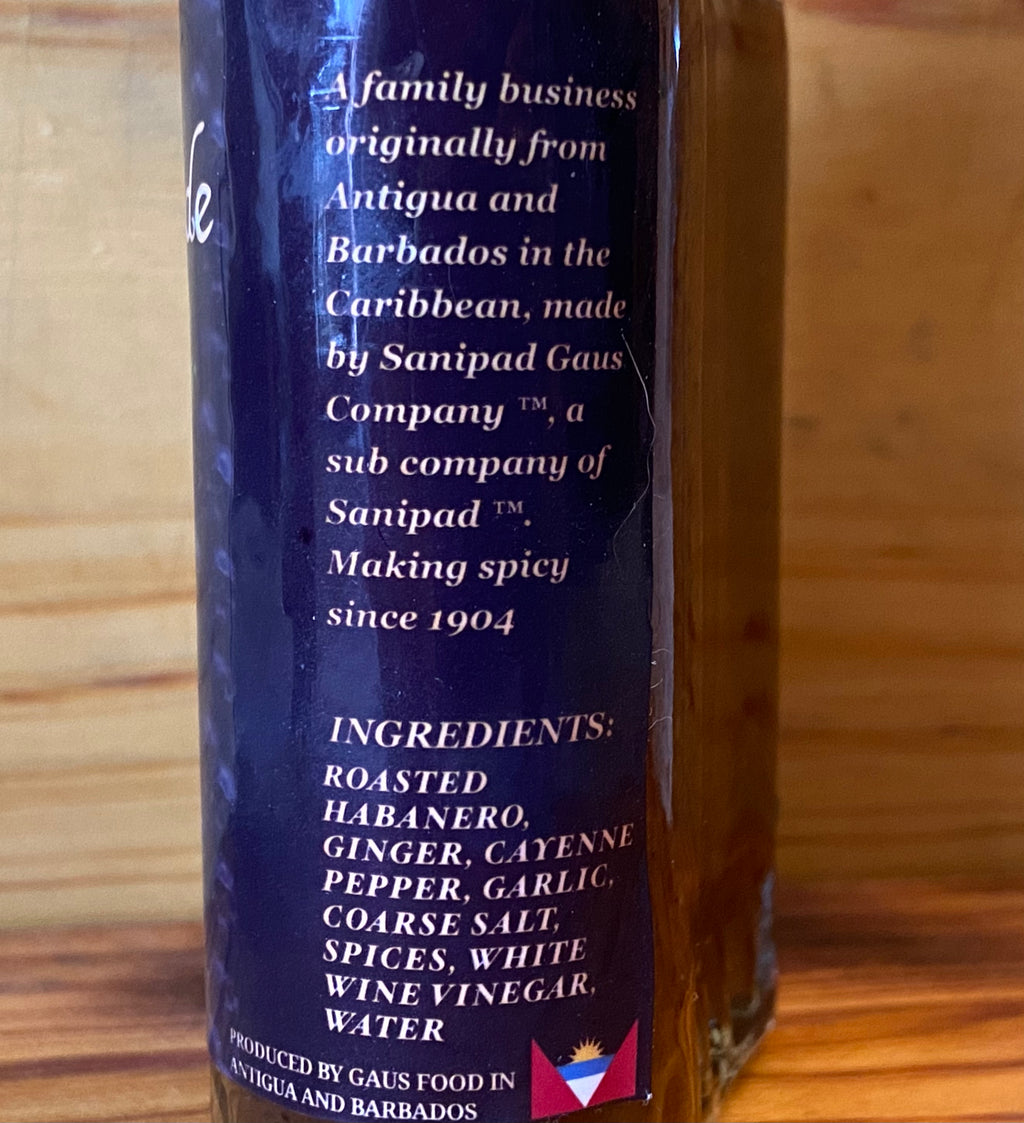 de
A family business
originally from
Antigua and
Barbados in the
Caribbean, made
by Sanipad Gaus
Company ™, a
sub company of
Sanipad ™.
Making spicy
since 1904
INGREDIENTS:
ROASTED
HABANERO,
GINGER, CAYENNE
PEPPER, GARLIC,
COARSE SALT,
SPICES, WHITE
WINE VINEGAR,
WATER
PRODUCED BY GAUS FOOD IN
ANTIGUA AND BARBADOS